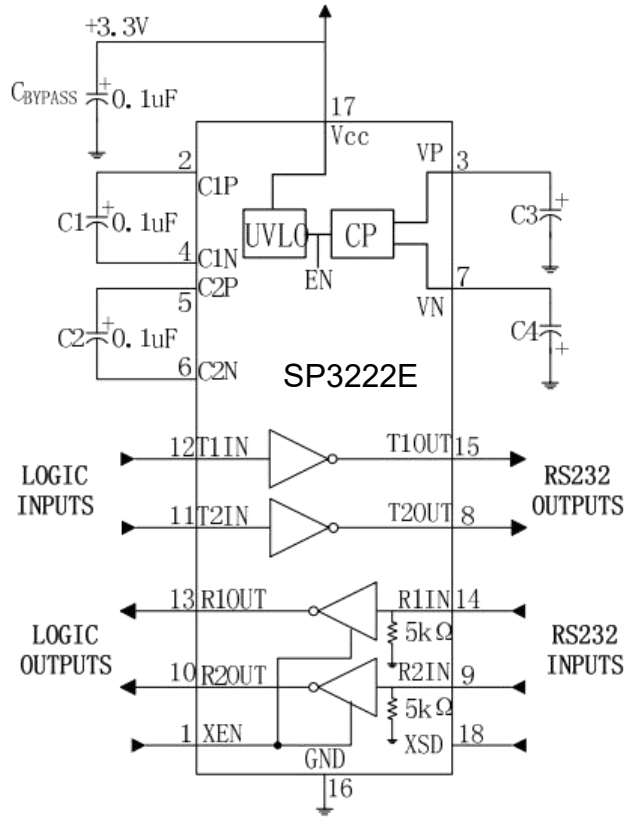 +3.3V
CBYPASS
+
0.1uF
17
Vcc
2
C1P
C1
+
0.1uF
4
C1N
C2P
5
C2
+
0.1uF
6
C2N
UVLO
CP
EN
VP
3
C3
+
7
VN
C4
+
SP3222E
LOGIC
INPUTS
12
T1IN
T1OUT
15
11
T2IN
T2OUT
8
RS232
OUTPUTS
LOGIC
OUTPUTS
13
R1OUT
R1IN
14
5kΩ
10
R2OUT
R2IN
9
5kΩ
RS232
INPUTS
1
XEN
GND
XSD
18
16